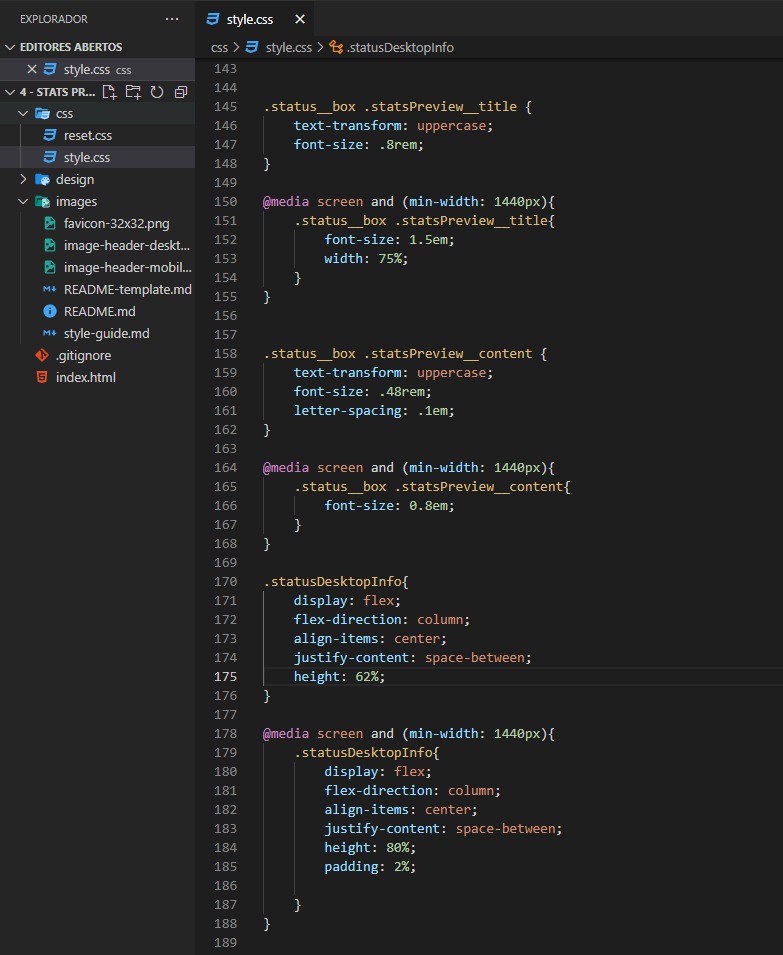 EXPLORADOR ···
EDITORES ABERTOS
style.css css
4 - STATS PR...
css
reset.css
style.css
design
images
favicon-32x32.png
image-header-deskt...
image-header-mobil...
README-template.md
README.md
style-guide.md
.gitignore
index.html
style.css
css > style.css > .statusDesktopInfo
143
144
145 .status__box .statsPreview__title {
146 text-transform: uppercase;
147 font-size: .8rem;
148 }
149
150 @media screen and (min-width: 1440px){
151 .status__box .statsPreview__title{
152 font-size: 1.5em;
153 width: 75%;
154 }
155 }
156
157
158 .status__box .statsPreview__content {
159 text-transform: uppercase;
160 font-size: .48rem;
161 letter-spacing: .1em;
162 }
163
164 @media screen and (min-width: 1440px){
165 .status__box .statsPreview__content{
166 font-size: 0.8em;
167 }
168 }
169
170 .statusDesktopInfo{
171 display: flex;
172 flex-direction: column;
173 align-items: center;
174 justify-content: space-between;
175 height: 62%;
176 }
177
178 @media screen and (min-width: 1440px){
179 .statusDesktopInfo{
180 display: flex;
181 flex-direction: column;
182 align-items: center;
183 justify-content: space-between;
184 height: 80%;
185 padding: 2%;
186
187 }
188 }
189